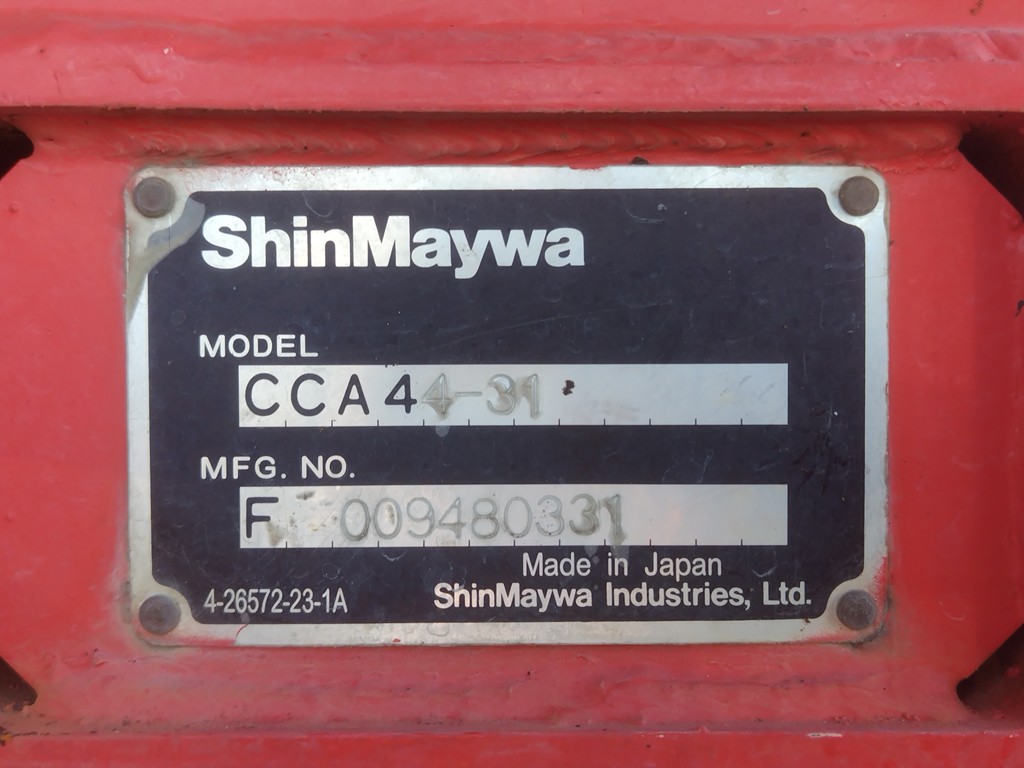 ShinMaywa
MODEL
CCA44-31
MFG. NO.
F 009480331
Made in Japan
4-26572-23-1A ShinMaywa Industries, Ltd.